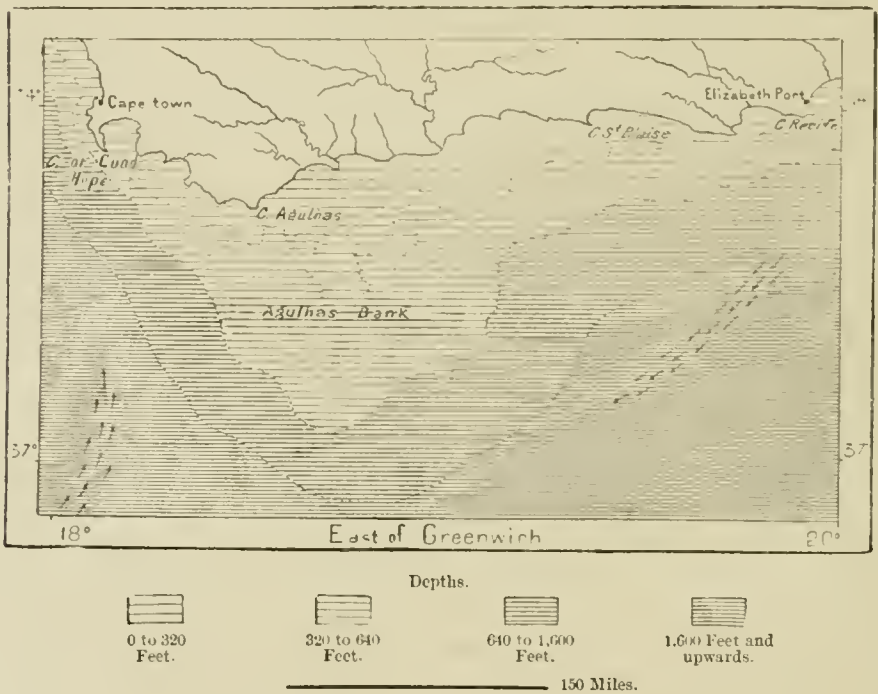 Cape town
Elizabeth Port
C. St Blaise
C. Recife
Hope
C. Agulhas
Agulhas Bank
37°
37
18°
East of Greenwich
Depths.
0 to 320
Feet.
320 to 640
Feet.
640 to 1,600
Feet.
1,600 Feet and
upwards.
150 Miles.